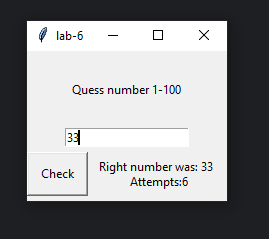 lab-6
Quess number 1-100
33
Check
Right number was: 33
Attempts:6